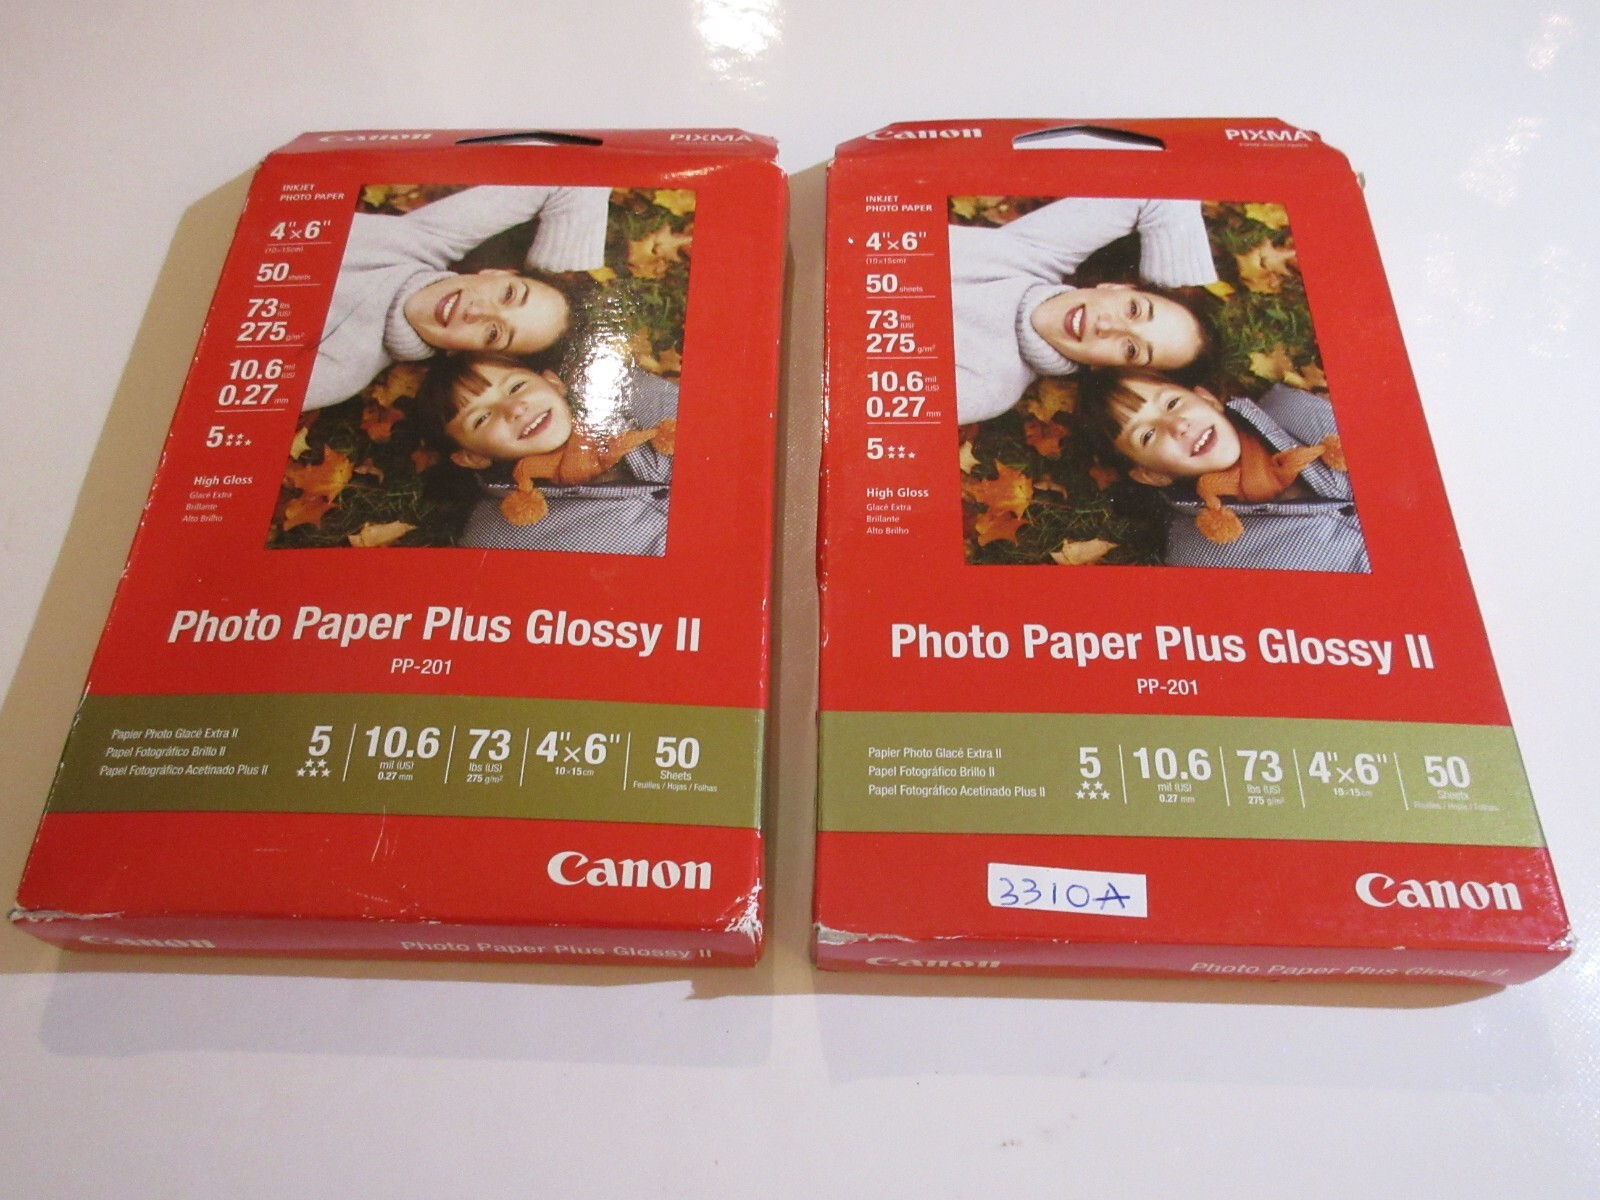 Canon PIXMA
INKJET
PHOTO PAPER
4"x6"
(10x15cm)
50 sheets
73 lbs (US)
275 g/m²
10.6 mil (US)
0.27 mm
5
High Gloss
Glacé Extra
Brillante
Alto Brilho
Photo Paper Plus Glossy II
PP-201
Papier Photo Glacé Extra II
Papel Fotográfico Brillo II
Papel Fotográfico Acetinado Plus II
5
10.6
mil (US)
0.27 mm
73
lbs (US)
275 g/m²
4"x6"
10x15cm
50
Sheets
Feuilles / Hojas / Folhas
Canon
Canon Photo Paper Plus Glossy II
Canon PIXMA
INKJET
PHOTO PAPER
4"x6"
(10x15cm)
50 sheets
73 lbs (US)
275 g/m²
10.6 mil (US)
0.27 mm
5
High Gloss
Glacé Extra
Brillante
Alto Brilho
Photo Paper Plus Glossy II
PP-201
Papier Photo Glacé Extra II
Papel Fotográfico Brillo II
Papel Fotográfico Acetinado Plus II
5
10.6
mil (US)
0.27 mm
73
lbs (US)
275 g/m²
4"x6"
10x15cm
50
Sheets
Feuilles / Hojas / Folhas
3310A
Canon
Canon Photo Paper Plus Glossy II